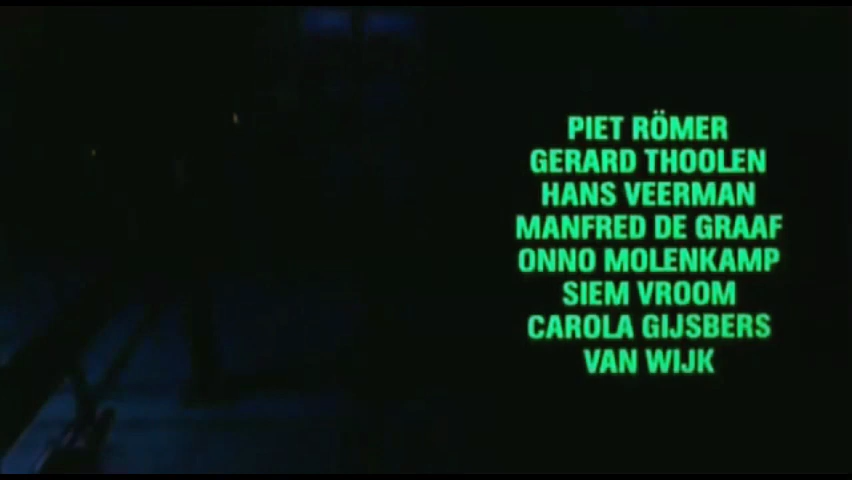 PIET RÖMER
GERARD THOOLEN
HANS VEERMAN
MANFRED DE GRAAF
ONNO MOLENKAMP
SIEM VROOM
CAROLA GIJSBERS
VAN WIJK